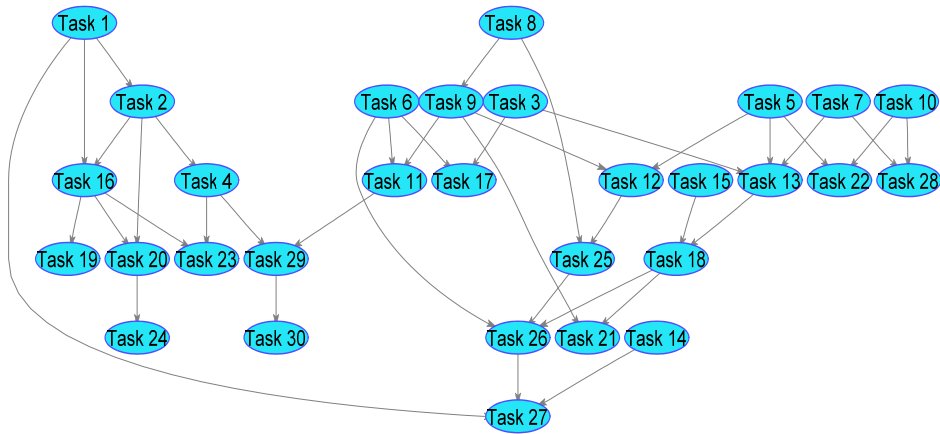 Task 1
Task 8
Task 2
Task 6
Task 9
Task 3
Task 5
Task 7
Task 10
Task 16
Task 4
Task 11
Task 17
Task 12
Task 15
Task 13
Task 22
Task 28
Task 19
Task 20
Task 23
Task 29
Task 25
Task 18
Task 24
Task 30
Task 26
Task 21
Task 14
Task 27